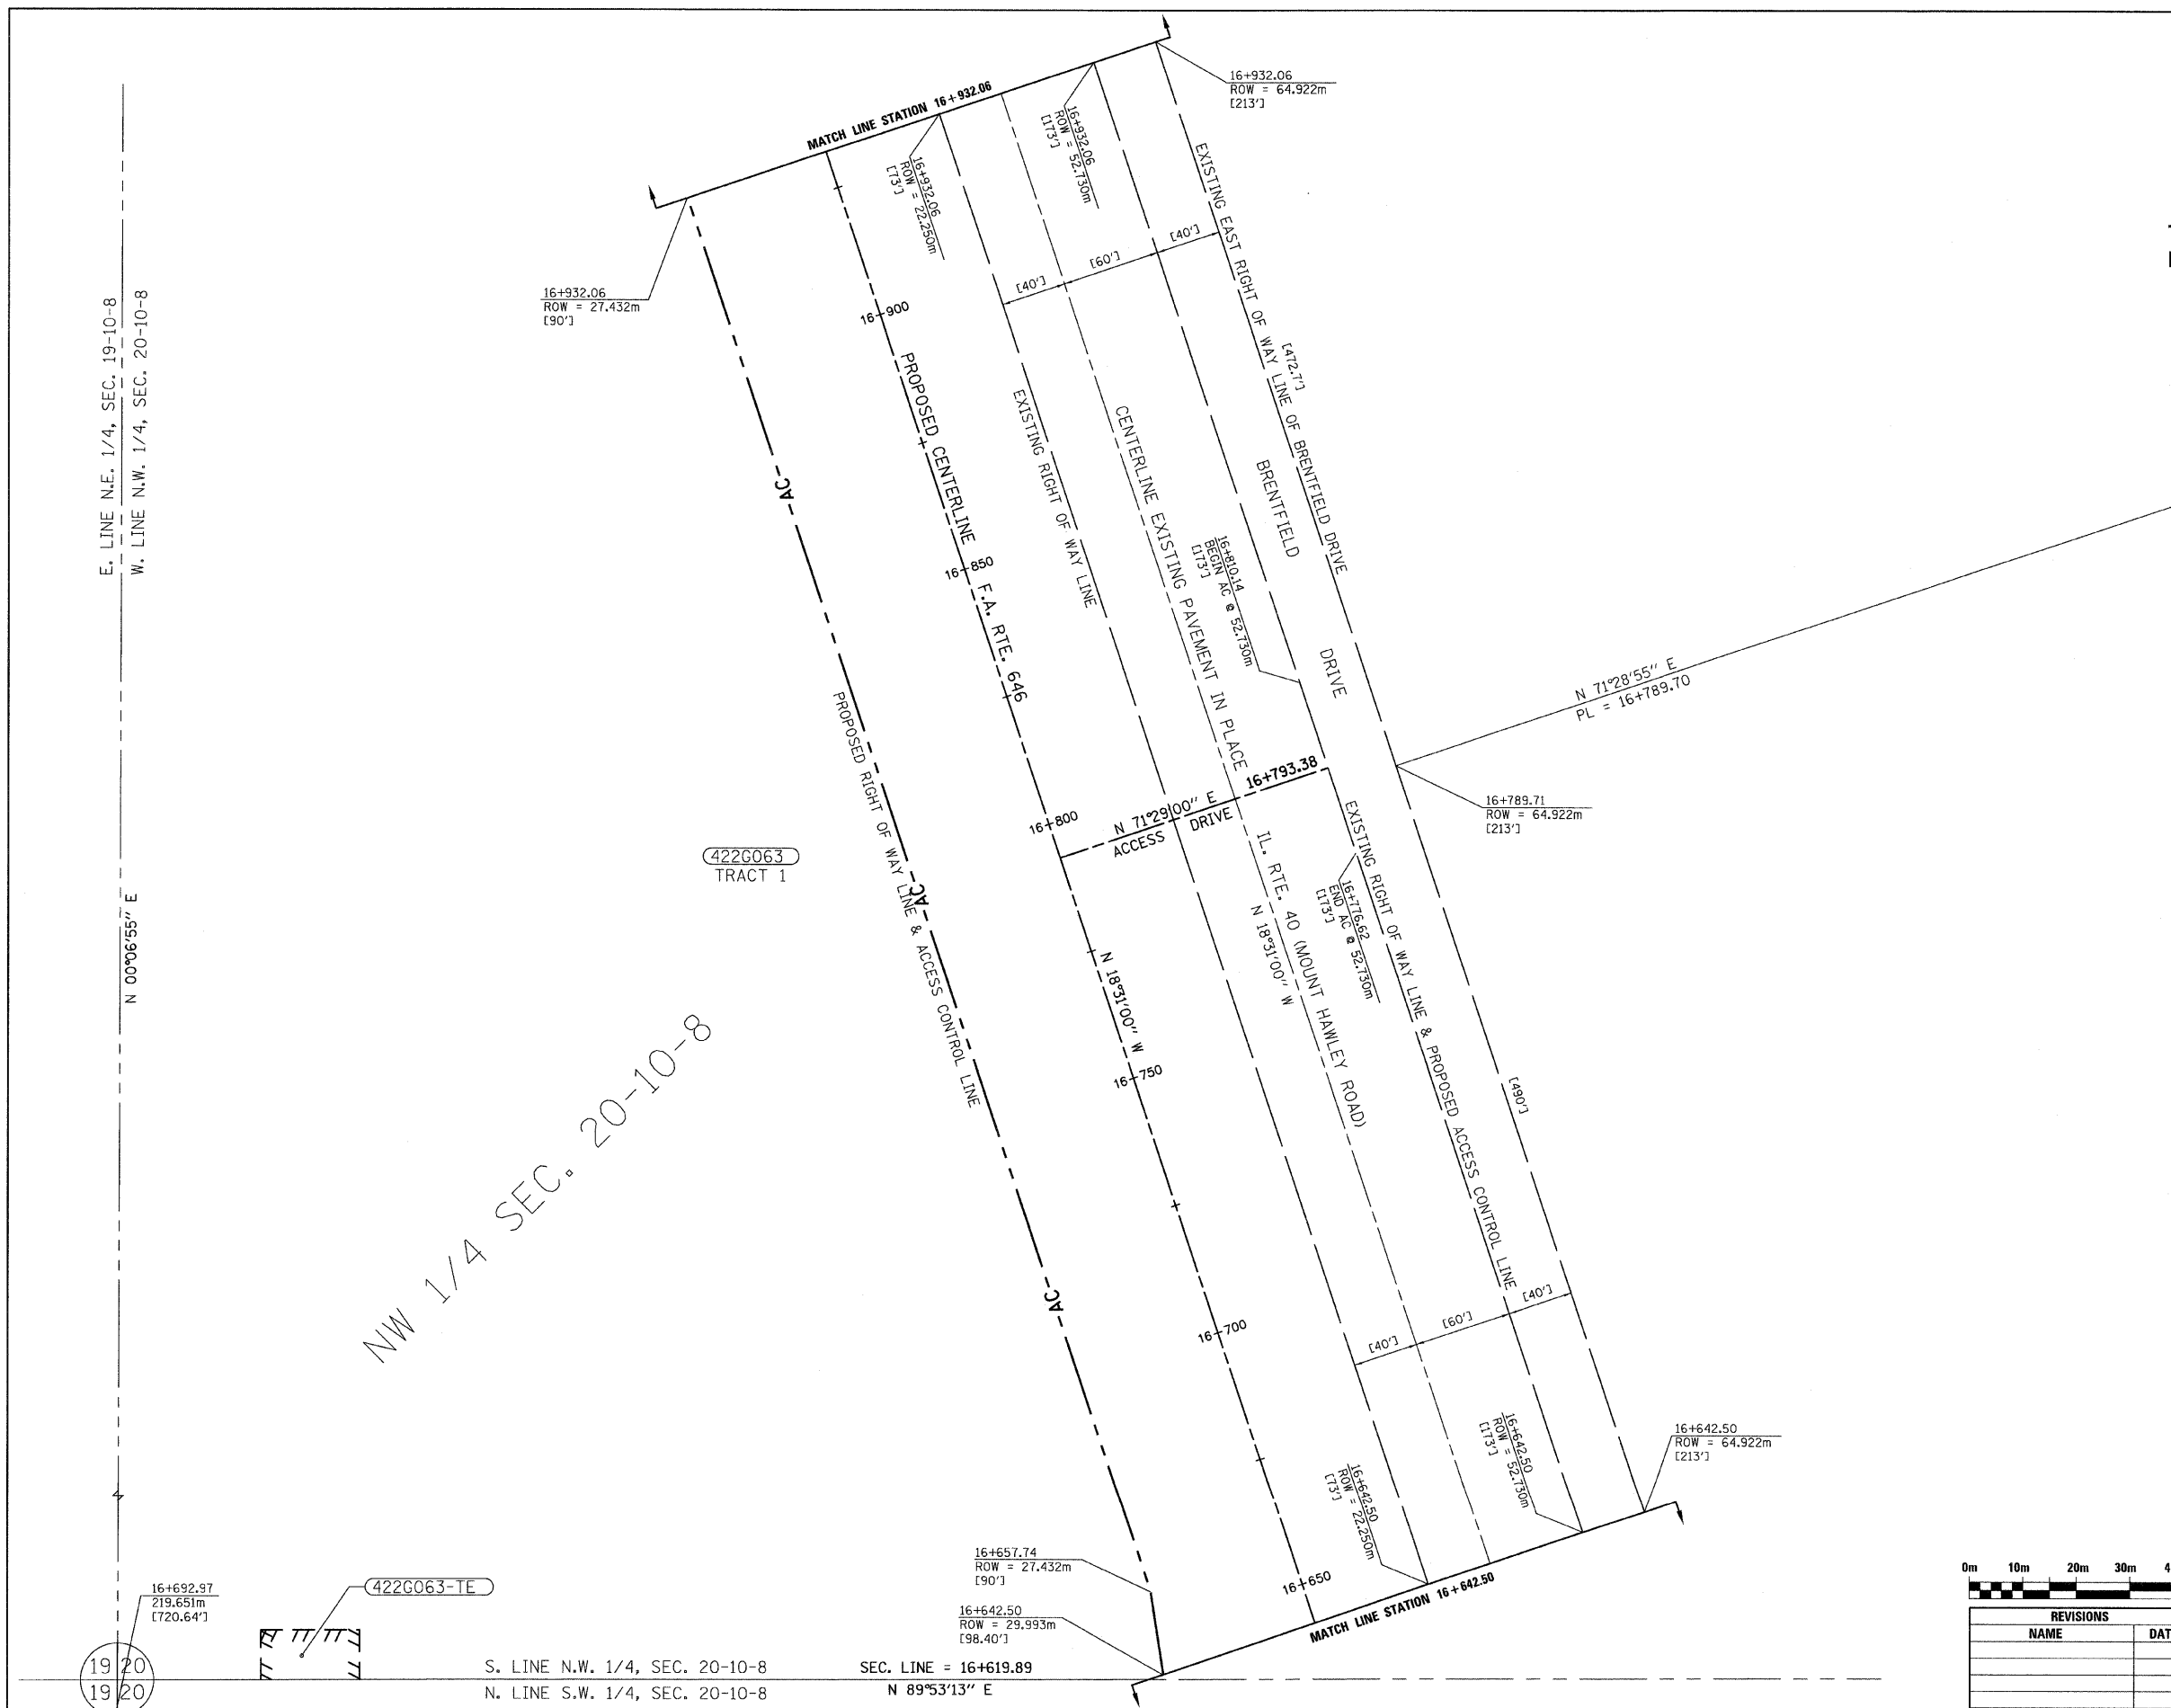 MATCH LINE STATION 16+932.06
16+932.06
ROW = 64.922m
[213']
16+932.06
ROW = 52.730m
[173']
16+932.06
ROW = 22.250m
[73']
16+932.06
ROW = 27.432m
[90']
E. LINE N.E. 1/4, SEC. 19-10-8
W. LINE N.W. 1/4, SEC. 20-10-8
N 00°06'55" E
[40']
[60']
[40']
16+900
PROPOSED CENTERLINE F.A. RTE. 646
EXISTING RIGHT OF WAY LINE
CENTERLINE EXISTING PAVEMENT IN PLACE
EXISTING EAST RIGHT OF WAY LINE OF BRENTFIELD DRIVE
[472.7']
BRENTFIELD DRIVE
AC
16+850
16+810.14
BEGIN AC @ 52.730m
[173']
PROPOSED RIGHT OF WAY LINE & ACCESS CONTROL LINE
N 71°28'55" E
PL = 16+789.70
16+789.71
ROW = 64.922m
[213']
16+800
N 71°29'00" E
16+793.38
ACCESS DRIVE
422G063
TRACT 1
AC
IL. RTE. 40 (MOUNT HAWLEY ROAD)
N 18°31'00" W
16+776.62
END AC @ 52.730m
[173']
EXISTING RIGHT OF WAY LINE & PROPOSED ACCESS CONTROL LINE
N 18°31'00" W
16+750
[490']
NW 1/4 SEC. 20-10-8
AC
16+700
[40']
[60']
[40']
16+642.50
ROW = 22.250m
[73']
16+642.50
ROW = 52.730m
[173']
16+642.50
ROW = 64.922m
[213']
16+657.74
ROW = 27.432m
[90']
16+642.50
ROW = 29.993m
[98.40']
16+650
MATCH LINE STATION 16+642.50
16+692.97
219.651m
[720.64']
422G063-TE
19 20
19 20
S. LINE N.W. 1/4, SEC. 20-10-8
N. LINE S.W. 1/4, SEC. 20-10-8
SEC. LINE = 16+619.89
N 89°53'13" E
0m 10m 20m 30m 4
REVISIONS
NAME DAT